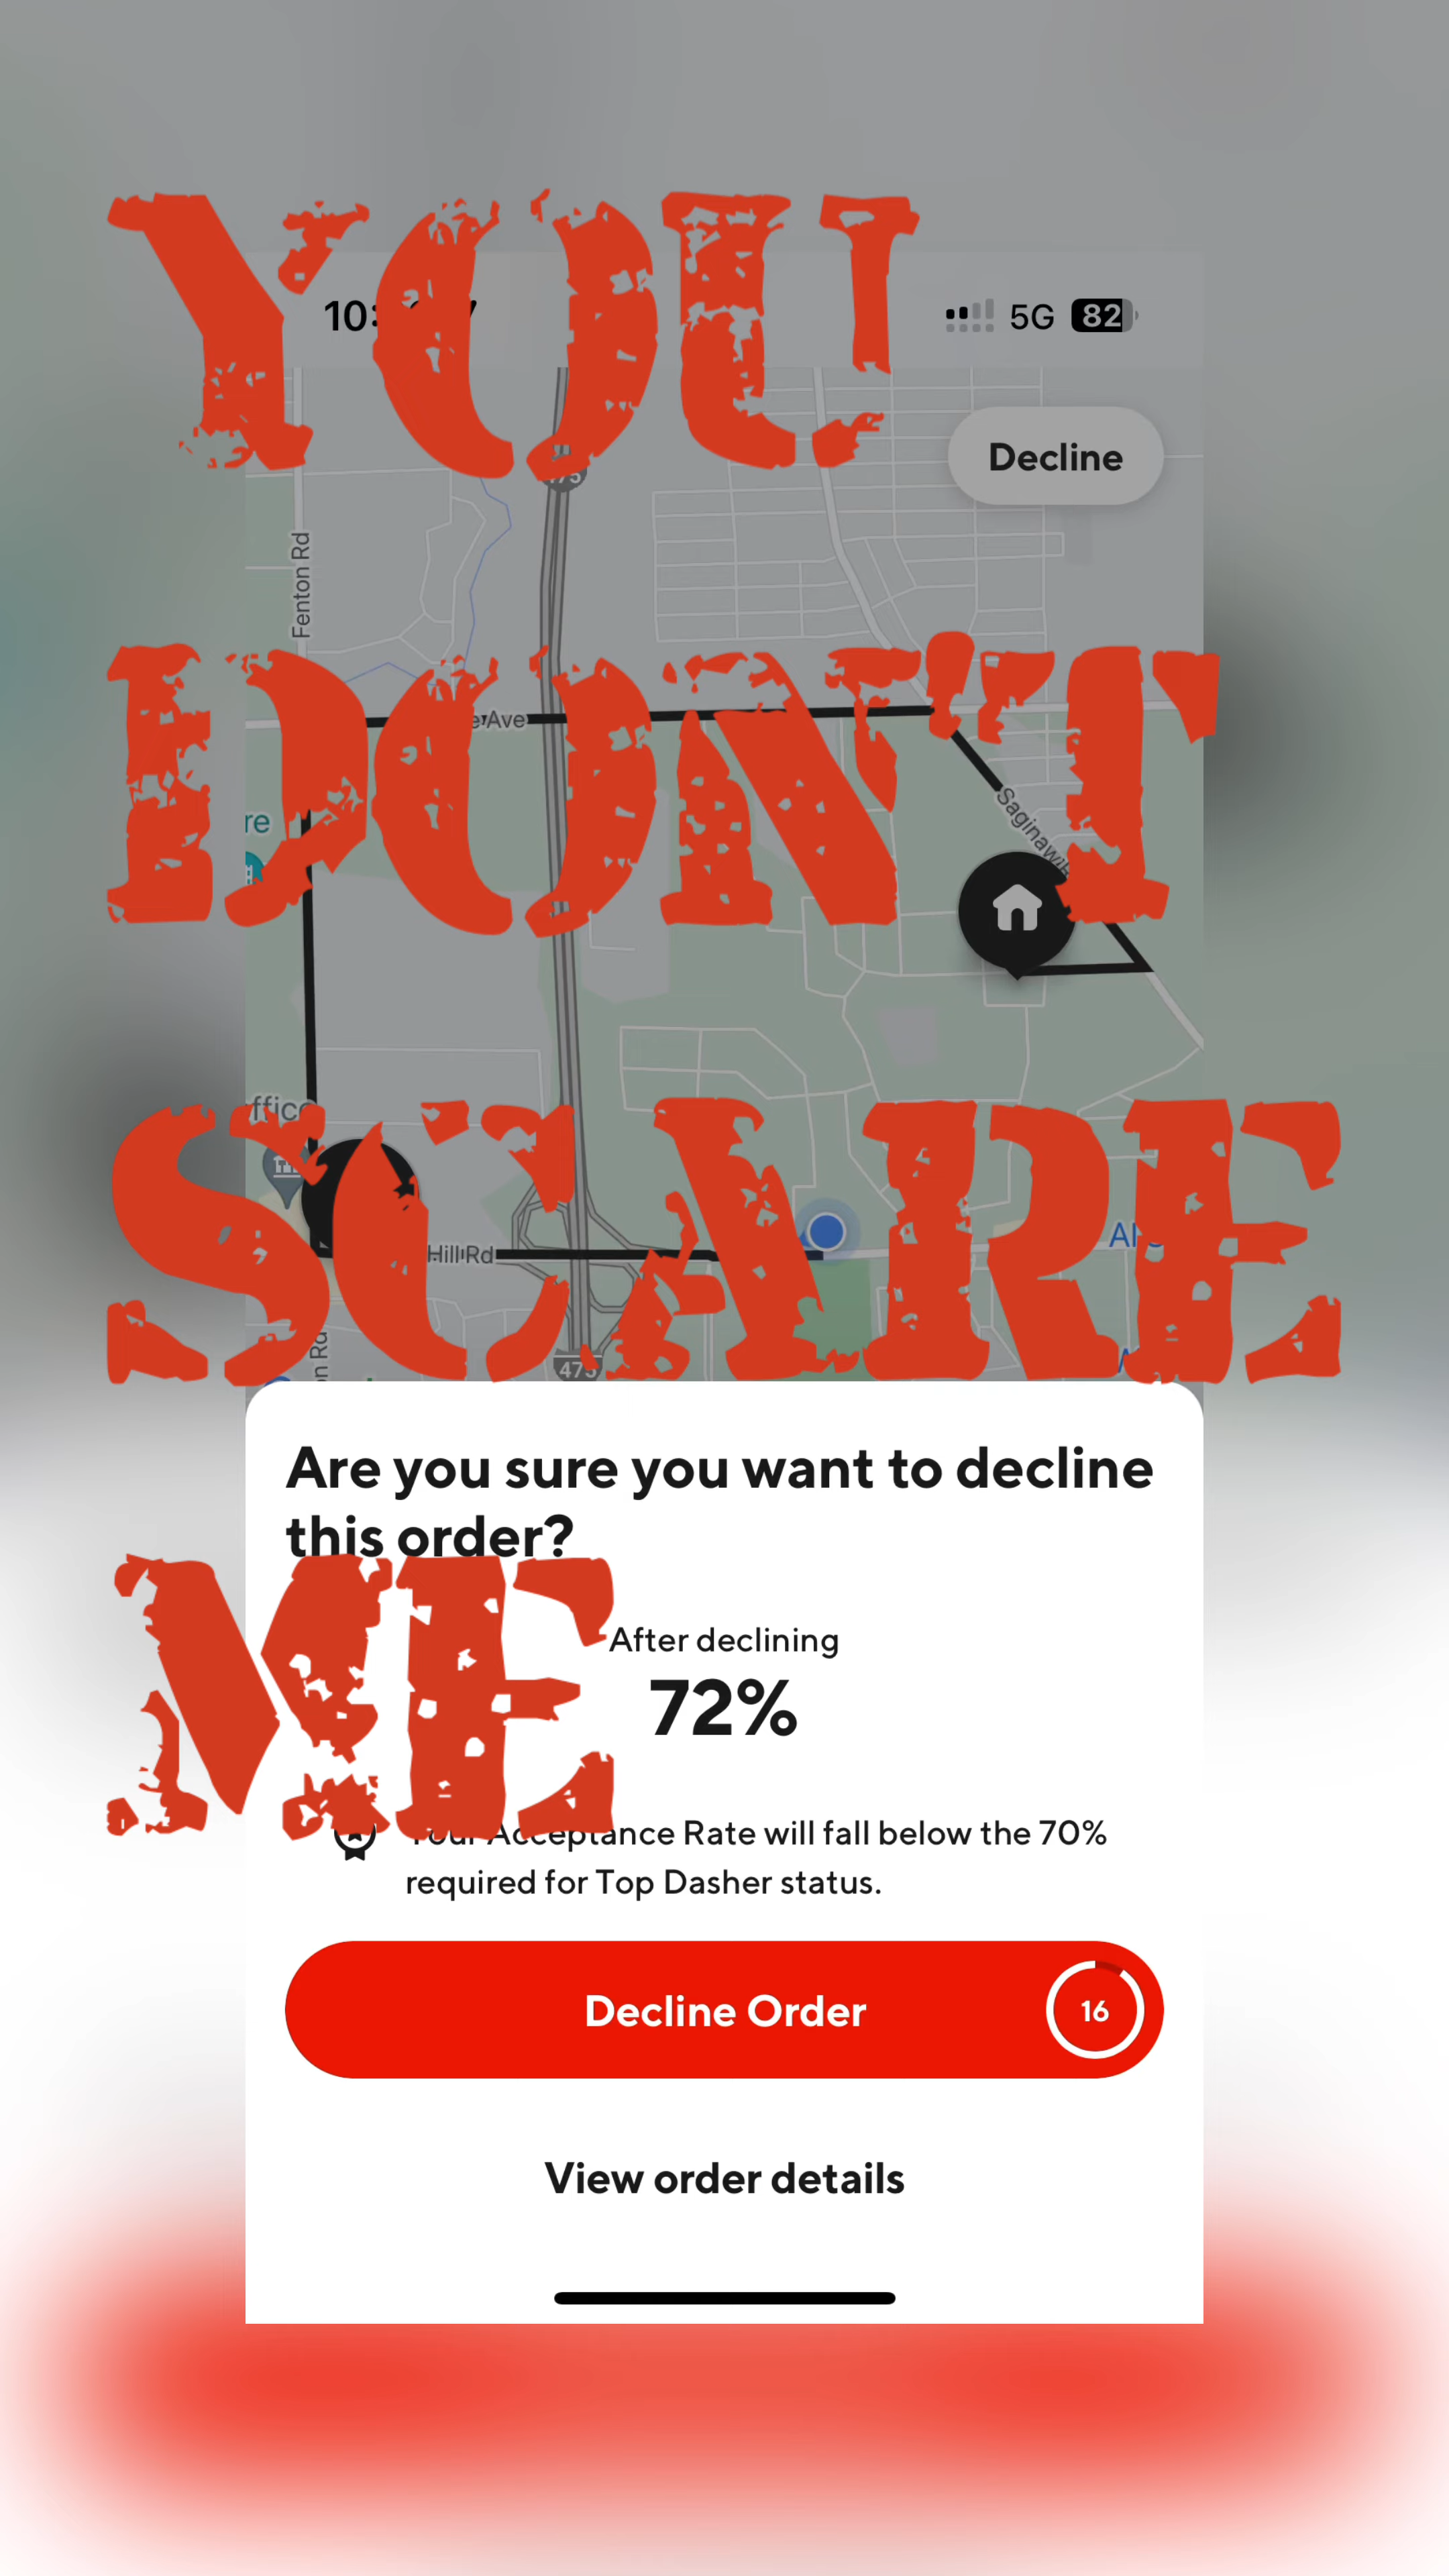 YOU
5G 82
Decline
Fenton Rd
DON'T
Ave
Saginaw
SCARE
Hill Rd
475
Are you sure you want to decline
this order?
ME
After declining
72%
Your Acceptance Rate will fall below the 70%
required for Top Dasher status.
Decline Order 16
View order details